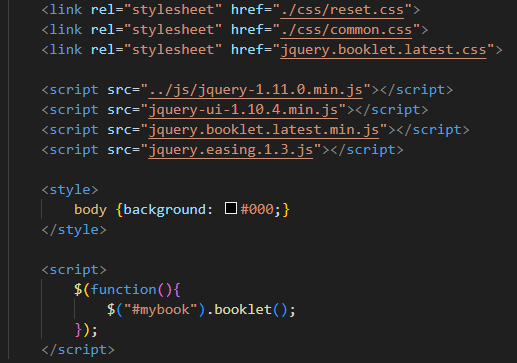 <link rel="stylesheet" href="./css/reset.css">
<link rel="stylesheet" href="./css/common.css">
<link rel="stylesheet" href="jquery.booklet.latest.css">
<script src="../js/jquery-1.11.0.min.js"></script>
<script src="jquery-ui-1.10.4.min.js"></script>
<script src="jquery.booklet.latest.min.js"></script>
<script src="jquery.easing.1.3.js"></script>
<style>
body {background: #000;}
</style>
<script>
$(function(){
$("#mybook").booklet();
});
</script>